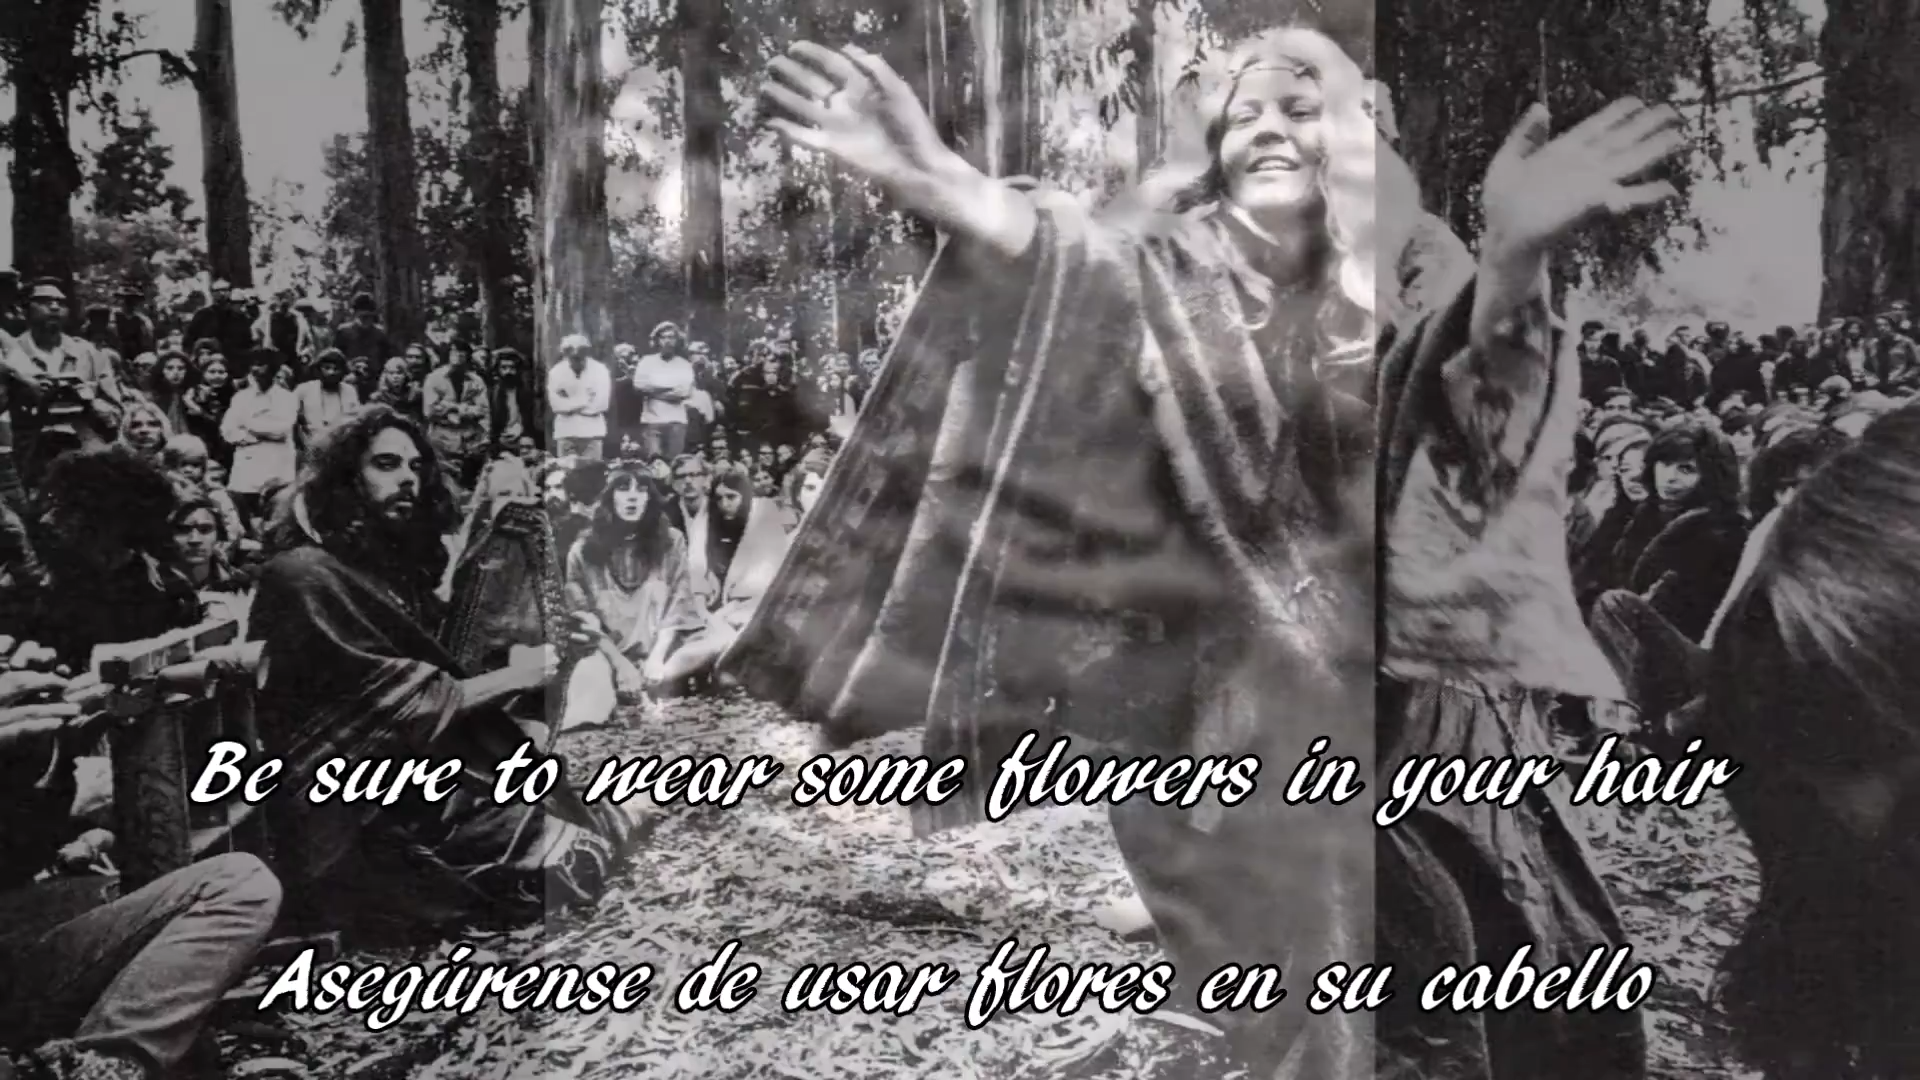 Be sure to wear some flowers in your hair
Asegúrense de usar flores en su cabello